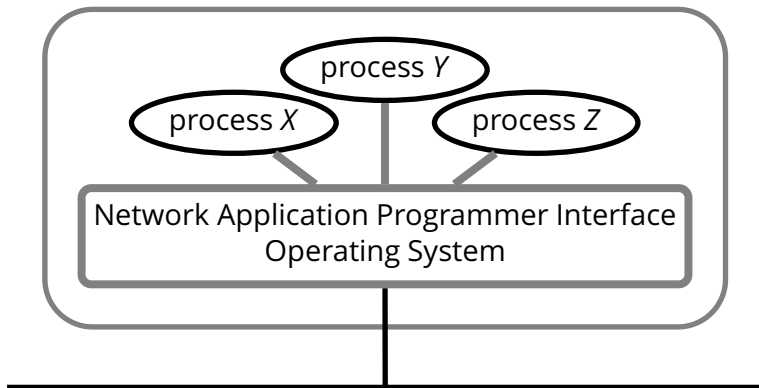 process Y
process X
process Z
Network Application Programmer Interface
Operating System